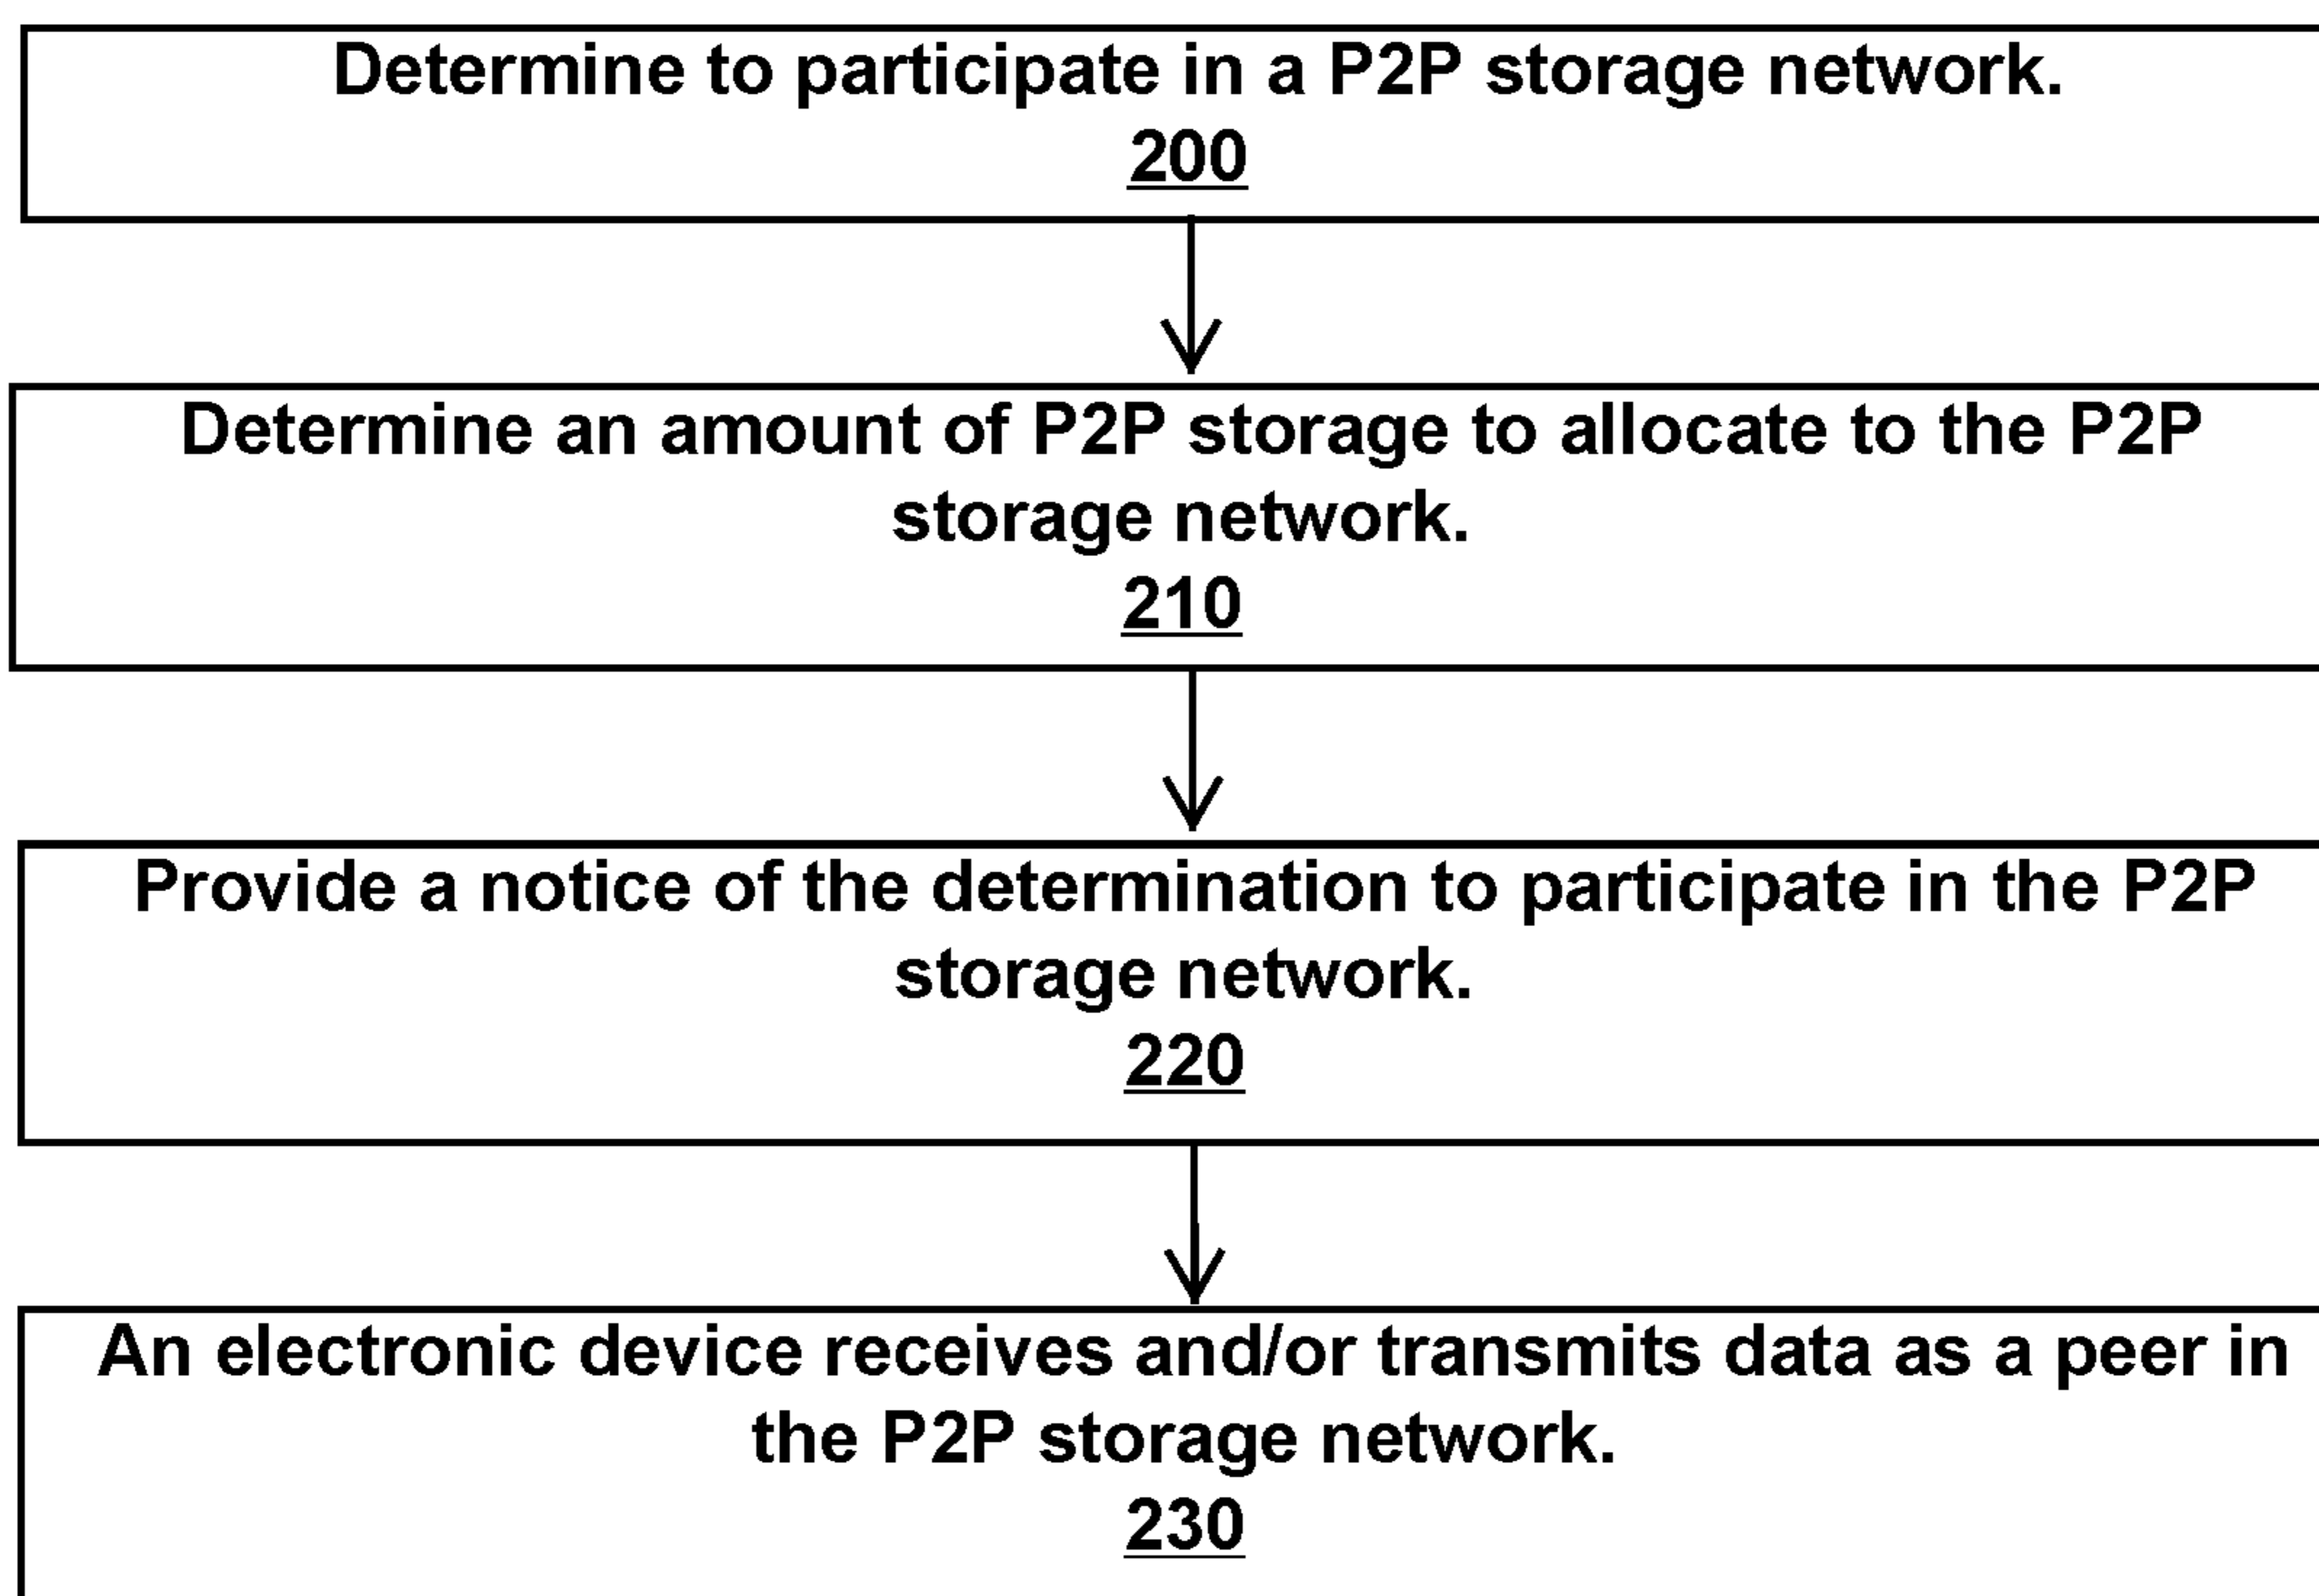 Determine to participate in a P2P storage network.
200
Determine an amount of P2P storage to allocate to the P2P
storage network.
210
Provide a notice of the determination to participate in the P2P
storage network.
220
An electronic device receives and/or transmits data as a peer in
the P2P storage network.
230